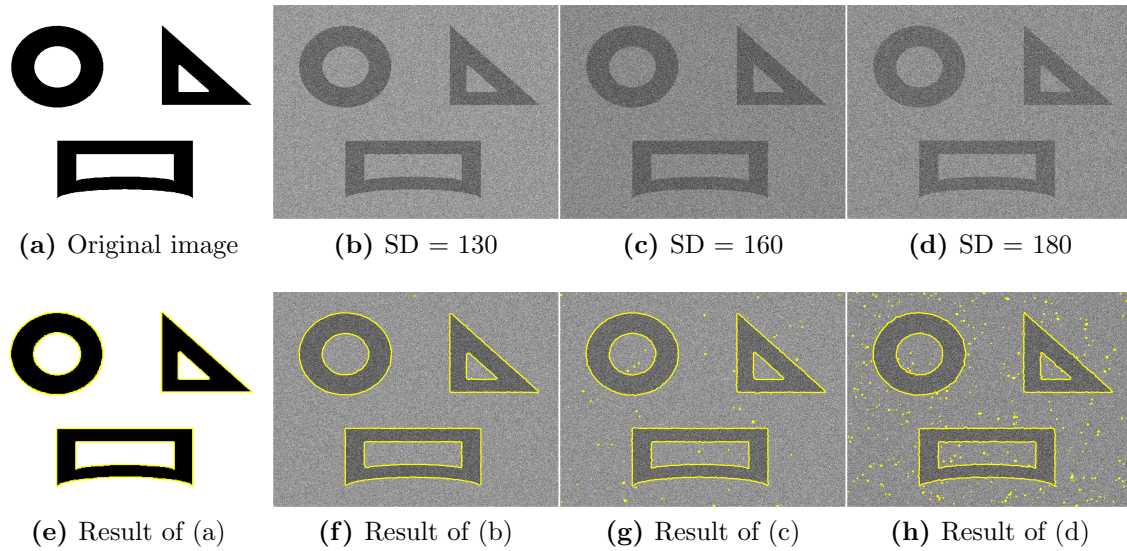 (a) Original image
(b) SD = 130
(c) SD = 160
(d) SD = 180
(e) Result of (a)
(f) Result of (b)
(g) Result of (c)
(h) Result of (d)